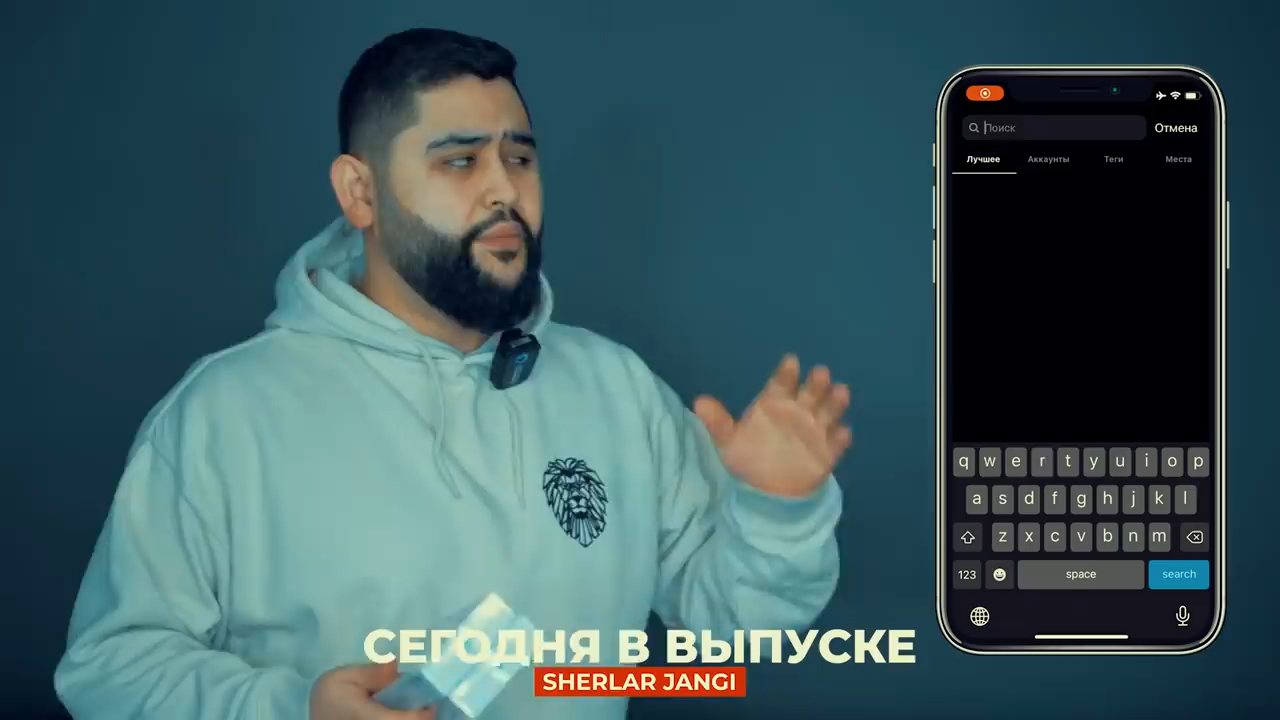 Поиск
Отмена
Лучшее Аккаунты Теги Места
q w e r t y u i o p
a s d f g h j k l
z x c v b n m
123 space search
СЕГОДНЯ В ВЫПУСКЕ
SHERLAR JANGI